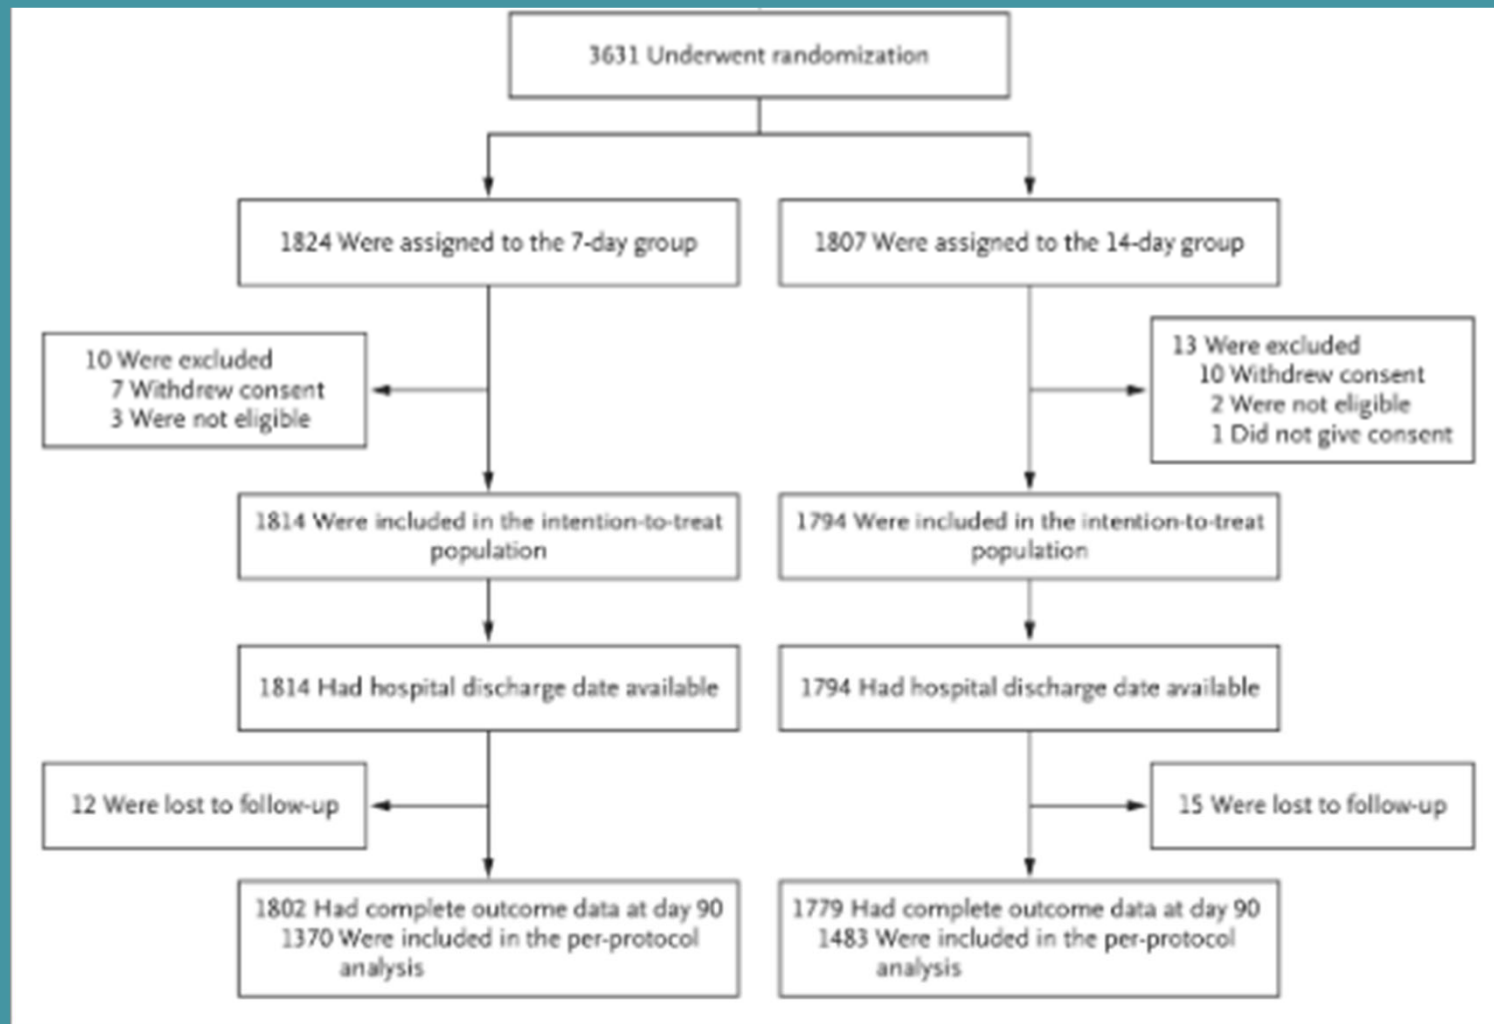 3631 Underwent randomization
1824 Were assigned to the 7-day group
1807 Were assigned to the 14-day group
10 Were excluded
7 Withdrew consent
3 Were not eligible
13 Were excluded
10 Withdrew consent
2 Were not eligible
1 Did not give consent
1814 Were included in the intention-to-treat
population
1794 Were included in the intention-to-treat
population
1814 Had hospital discharge date available
1794 Had hospital discharge date available
12 Were lost to follow-up
15 Were lost to follow-up
1802 Had complete outcome data at day 90
1370 Were included in the per-protocol
analysis
1779 Had complete outcome data at day 90
1483 Were included in the per-protocol
analysis